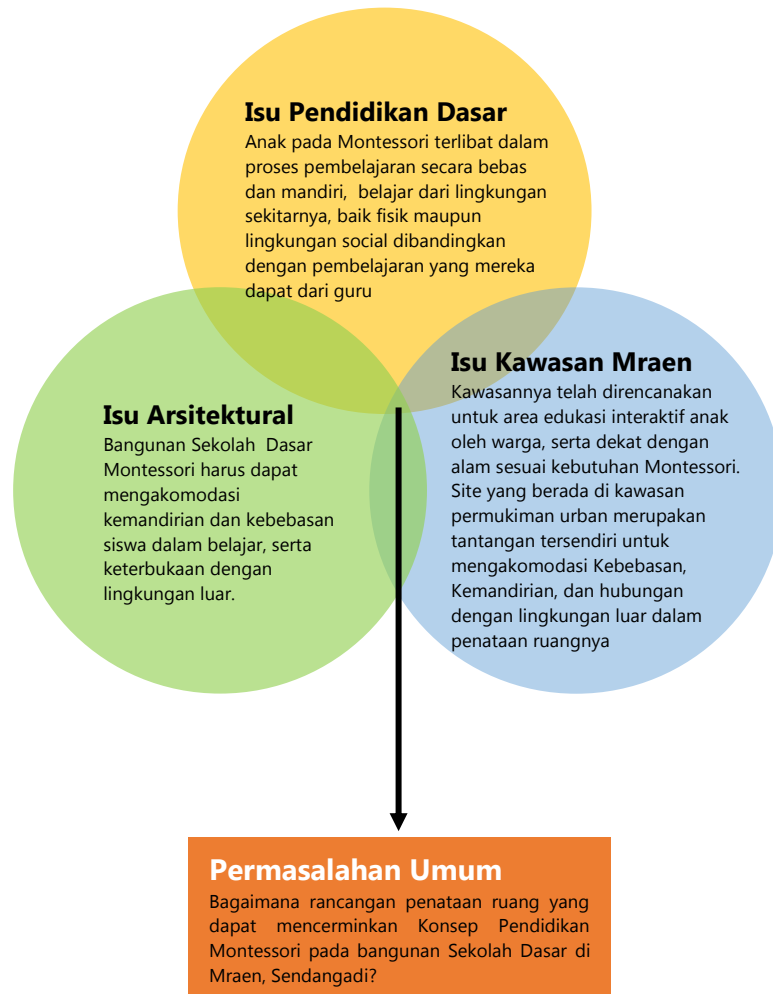 Isu Pendidikan Dasar
Anak pada Montessori terlibat dalam
proses pembelajaran secara bebas
dan mandiri, belajar dari lingkungan
sekitarnya, baik fisik maupun
lingkungan social dibandingkan
dengan pembelajaran yang mereka
dapat dari guru
Isu Arsitektural
Bangunan Sekolah Dasar
Montessori harus dapat
mengakomodasi
kemandirian dan kebebasan
siswa dalam belajar, serta
keterbukaan dengan
lingkungan luar.
Isu Kawasan Mraen
Kawasannya telah direncanakan
untuk area edukasi interaktif anak
oleh warga, serta dekat dengan
alam sesuai kebutuhan Montessori.
Site yang berada di kawasan
permukiman urban merupakan
tantangan tersendiri untuk
mengakomodasi Kebebasan,
Kemandirian, dan hubungan
dengan lingkungan luar dalam
penataan ruangnya
Permasalahan Umum
Bagaimana rancangan penataan ruang yang
dapat mencerminkan Konsep Pendidikan
Montessori pada bangunan Sekolah Dasar di
Mraen, Sendangadi?